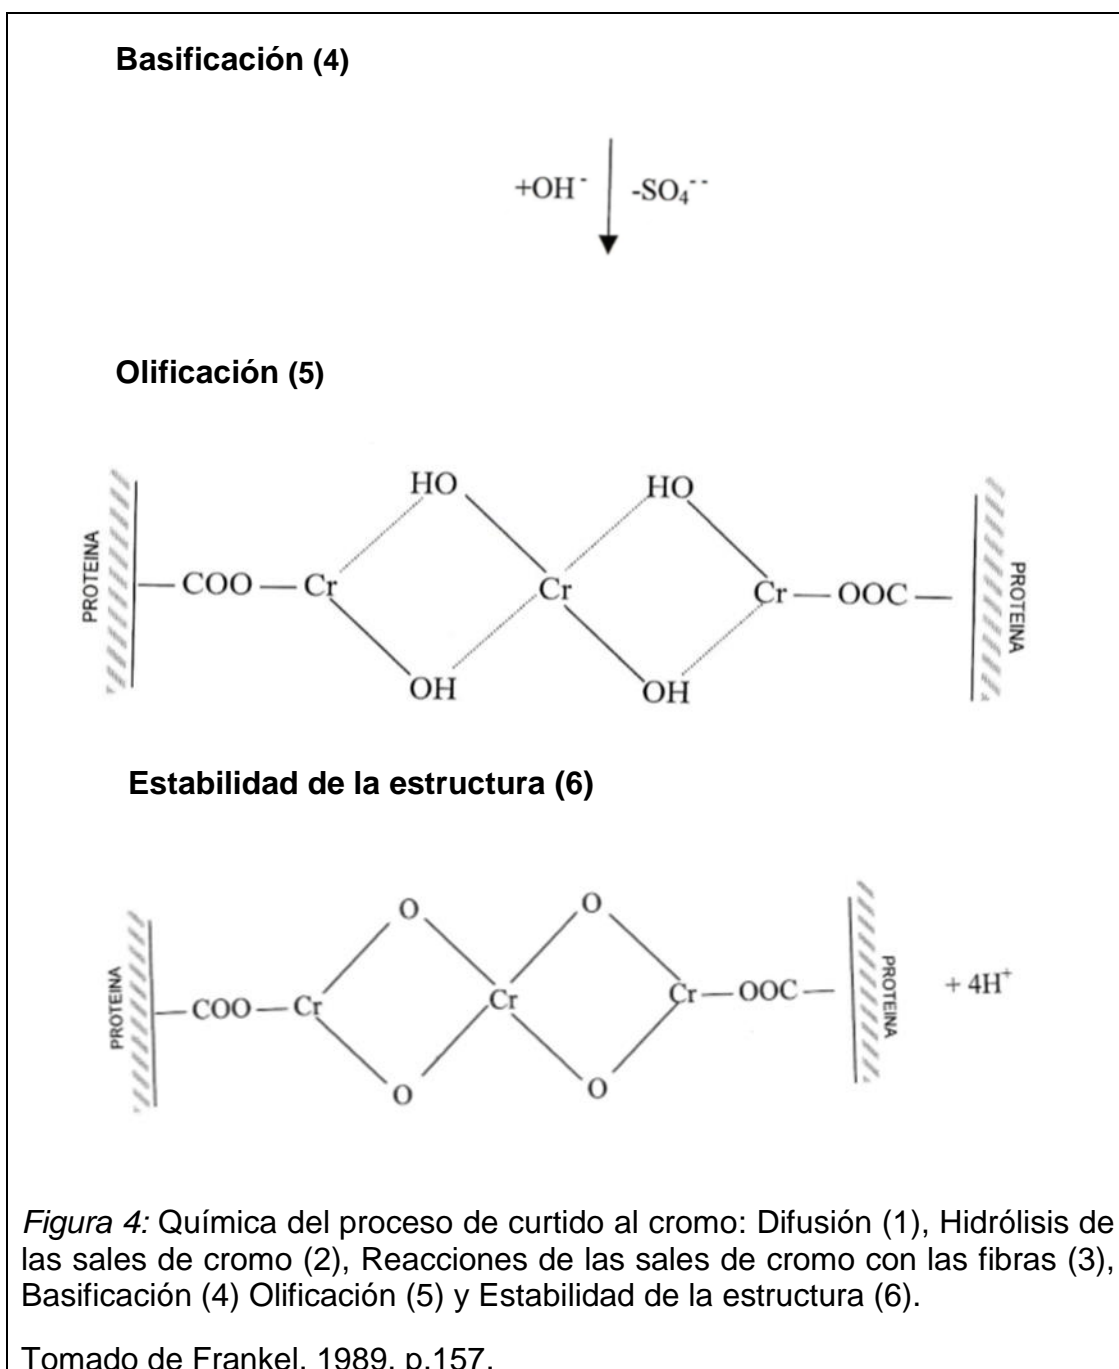 Basificación (4)
+OH⁻ -SO₄⁻⁻
Olificación (5)
HO HO
PROTEINA — COO — Cr Cr Cr — OOC — PROTEINA
OH OH
Estabilidad de la estructura (6)
O O
PROTEINA — COO — Cr Cr Cr — OOC — PROTEINA + 4H⁺
O O
Figura 4: Química del proceso de curtido al cromo: Difusión (1), Hidrólisis de
las sales de cromo (2), Reacciones de las sales de cromo con las fibras (3),
Basificación (4) Olificación (5) y Estabilidad de la estructura (6).
Tomado de Frankel, 1989, p.157.